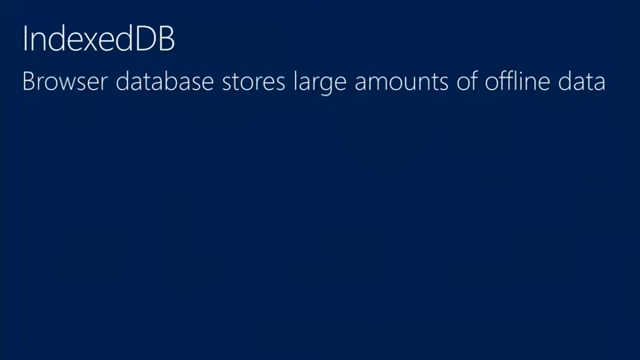 IndexedDB
Browser database stores large amounts of offline data